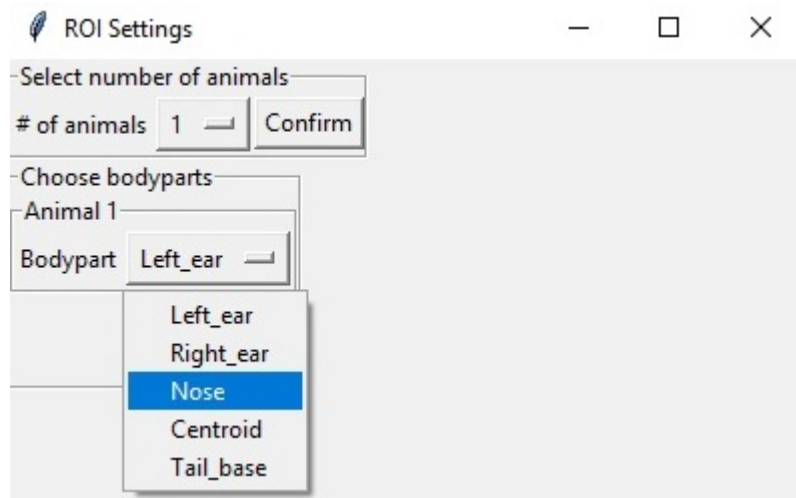 ROI Settings
Select number of animals
# of animals 1 Confirm
Choose bodyparts
Animal 1
Bodypart Left_ear
Left_ear
Right_ear
Nose
Centroid
Tail_base